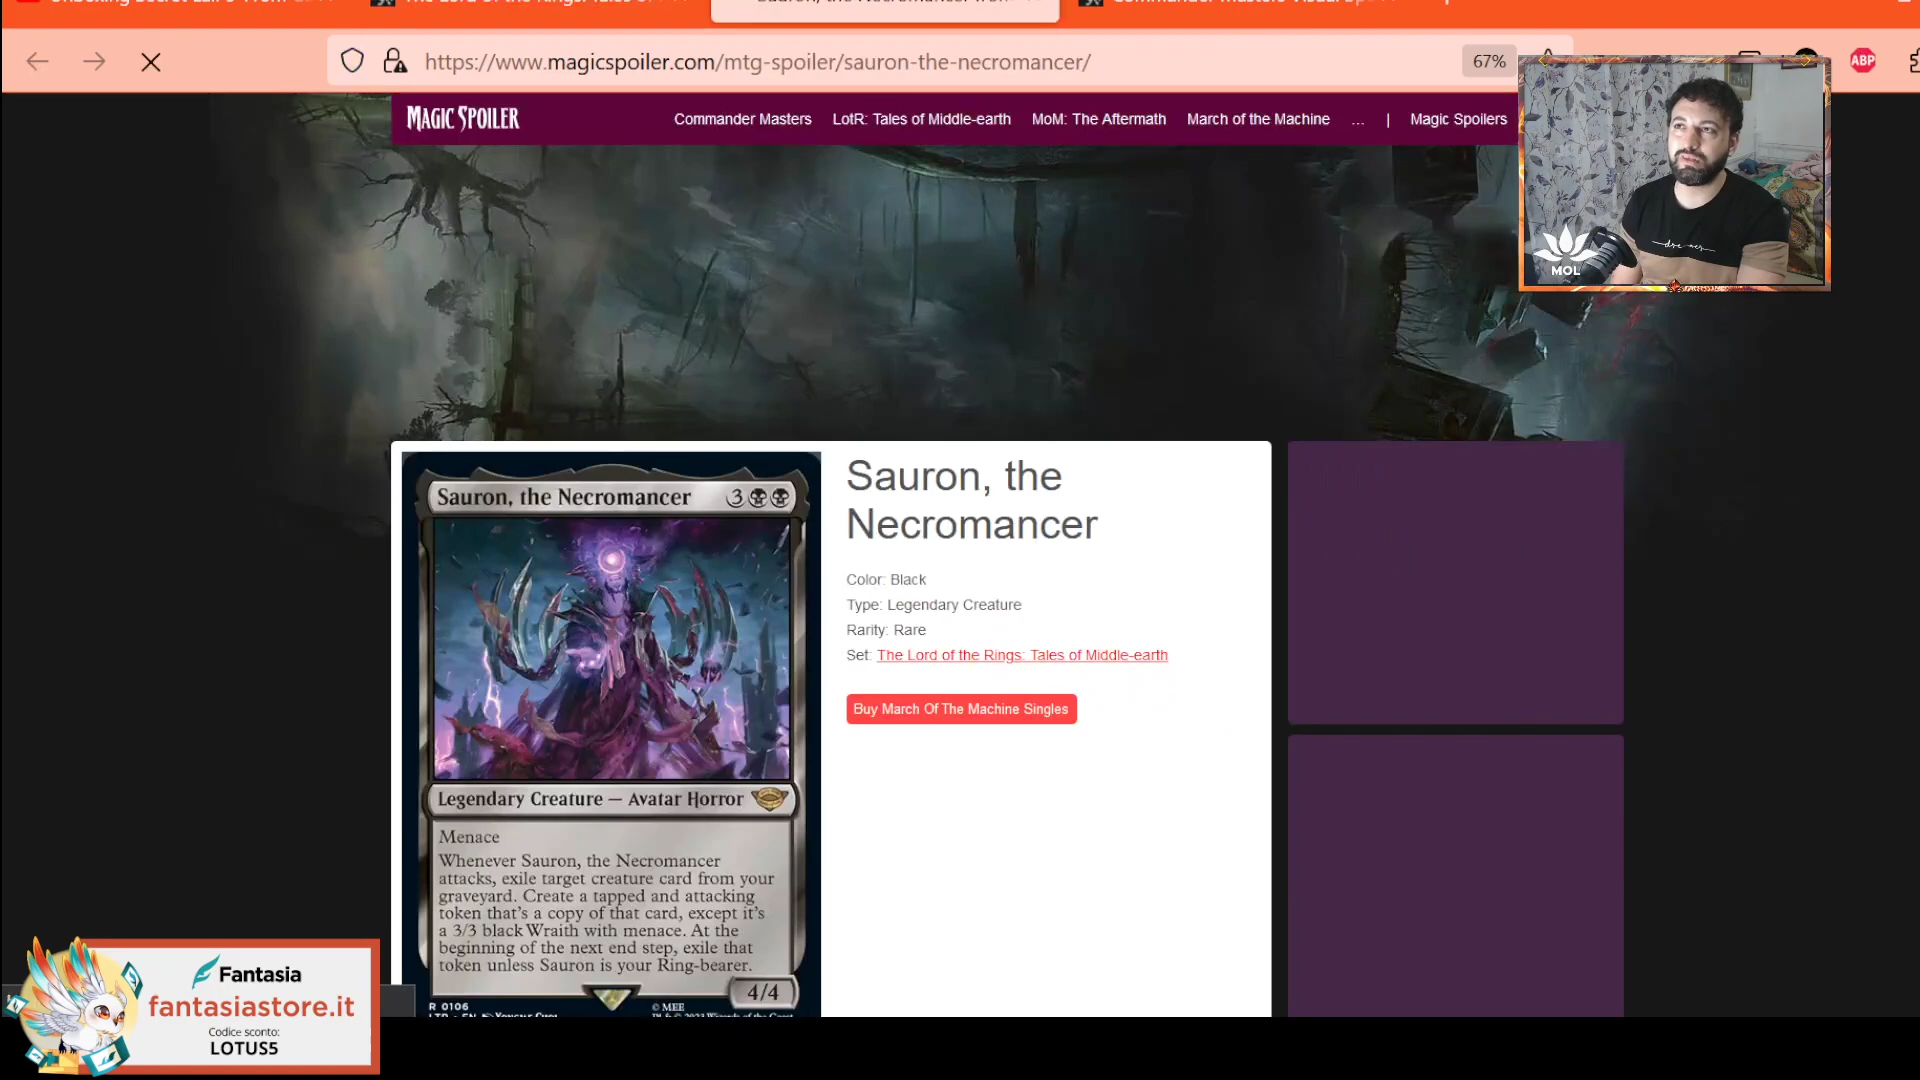 https://www.magicspoiler.com/mtg-spoiler/sauron-the-necromancer/
67%
ABP
MAGIC SPOILER
Commander Masters
LotR: Tales of Middle-earth
MoM: The Aftermath
March of the Machine
...
|
Magic Spoilers
MOL
Sauron, the Necromancer 3
Legendary Creature — Avatar Horror
Menace
Whenever Sauron, the Necromancer
attacks, exile target creature card from your
graveyard. Create a tapped and attacking
token that's a copy of that card, except it's
a 3/3 black Wraith with menace. At the
beginning of the next end step, exile that
token unless Sauron is your Ring-bearer.
4/4
R 0106
© MEE
Sauron, the
Necromancer
Color: Black
Type: Legendary Creature
Rarity: Rare
Set: The Lord of the Rings: Tales of Middle-earth
Buy March Of The Machine Singles
Fantasia
fantasiastore.it
Codice sconto:
LOTUS5